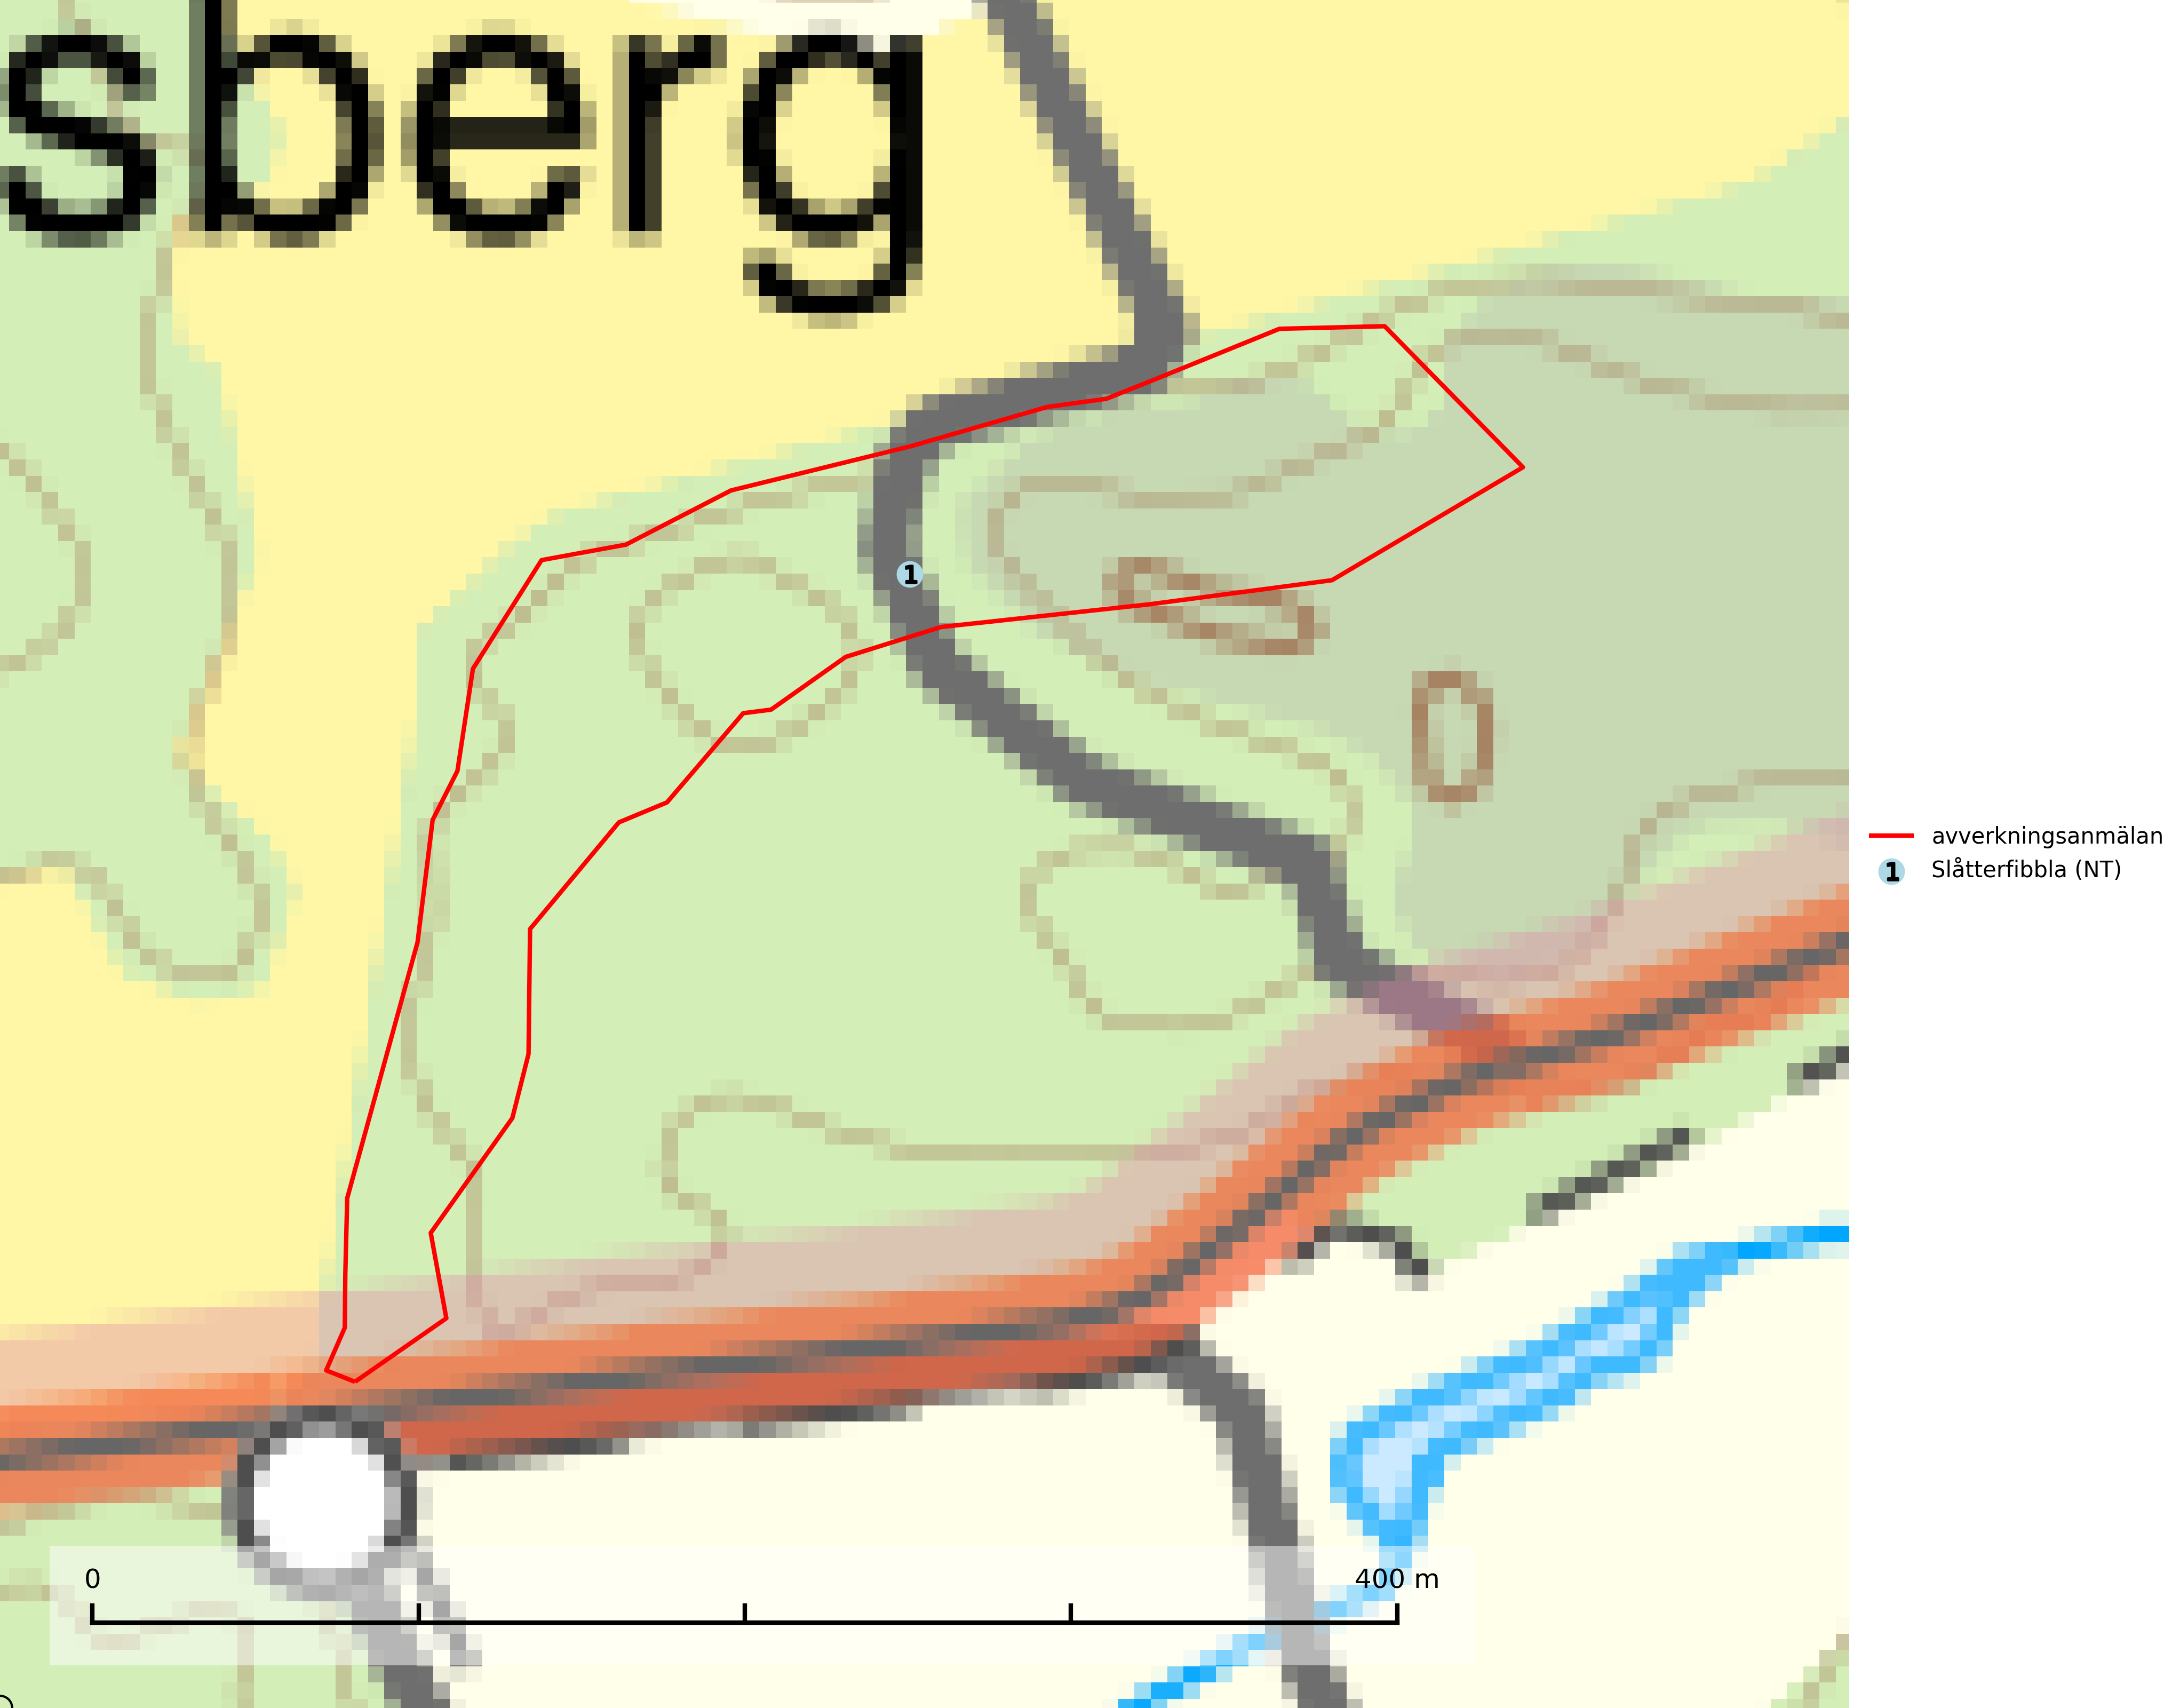 sberg
1
avverkningsanmälan
1 Slåtterfibbla (NT)
0 400 m